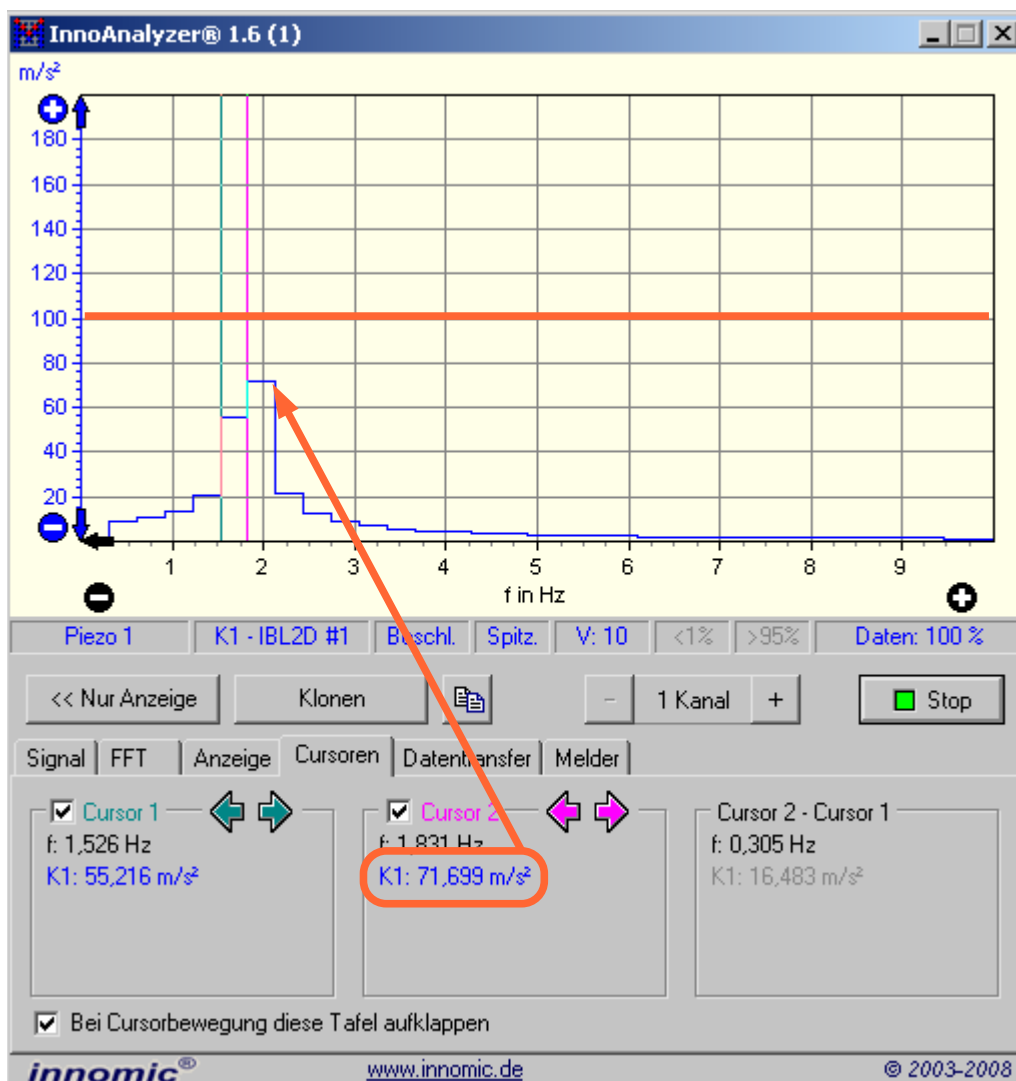 InnoAnalyzer® 1.6 (1)
m/s²
180
160
140
120
100
80
60
40
20
1 2 3 4 5 6 7 8 9
f in Hz
Piezo 1 K1 - IBL2D #1 Beschl. Spitz. V: 10 <1% >95% Daten: 100 %
<< Nur Anzeige Klonen - 1 Kanal + Stop
Signal FFT Anzeige Cursoren Datentransfer Melder
Cursor 1 Cursor 2 Cursor 2 - Cursor 1
f: 1,526 Hz f: 1,831 Hz f: 0,305 Hz
K1: 55,216 m/s² K1: 71,699 m/s² K1: 16,483 m/s²
Bei Cursorbewegung diese Tafel aufklappen
innomic® www.innomic.de © 2003-2008